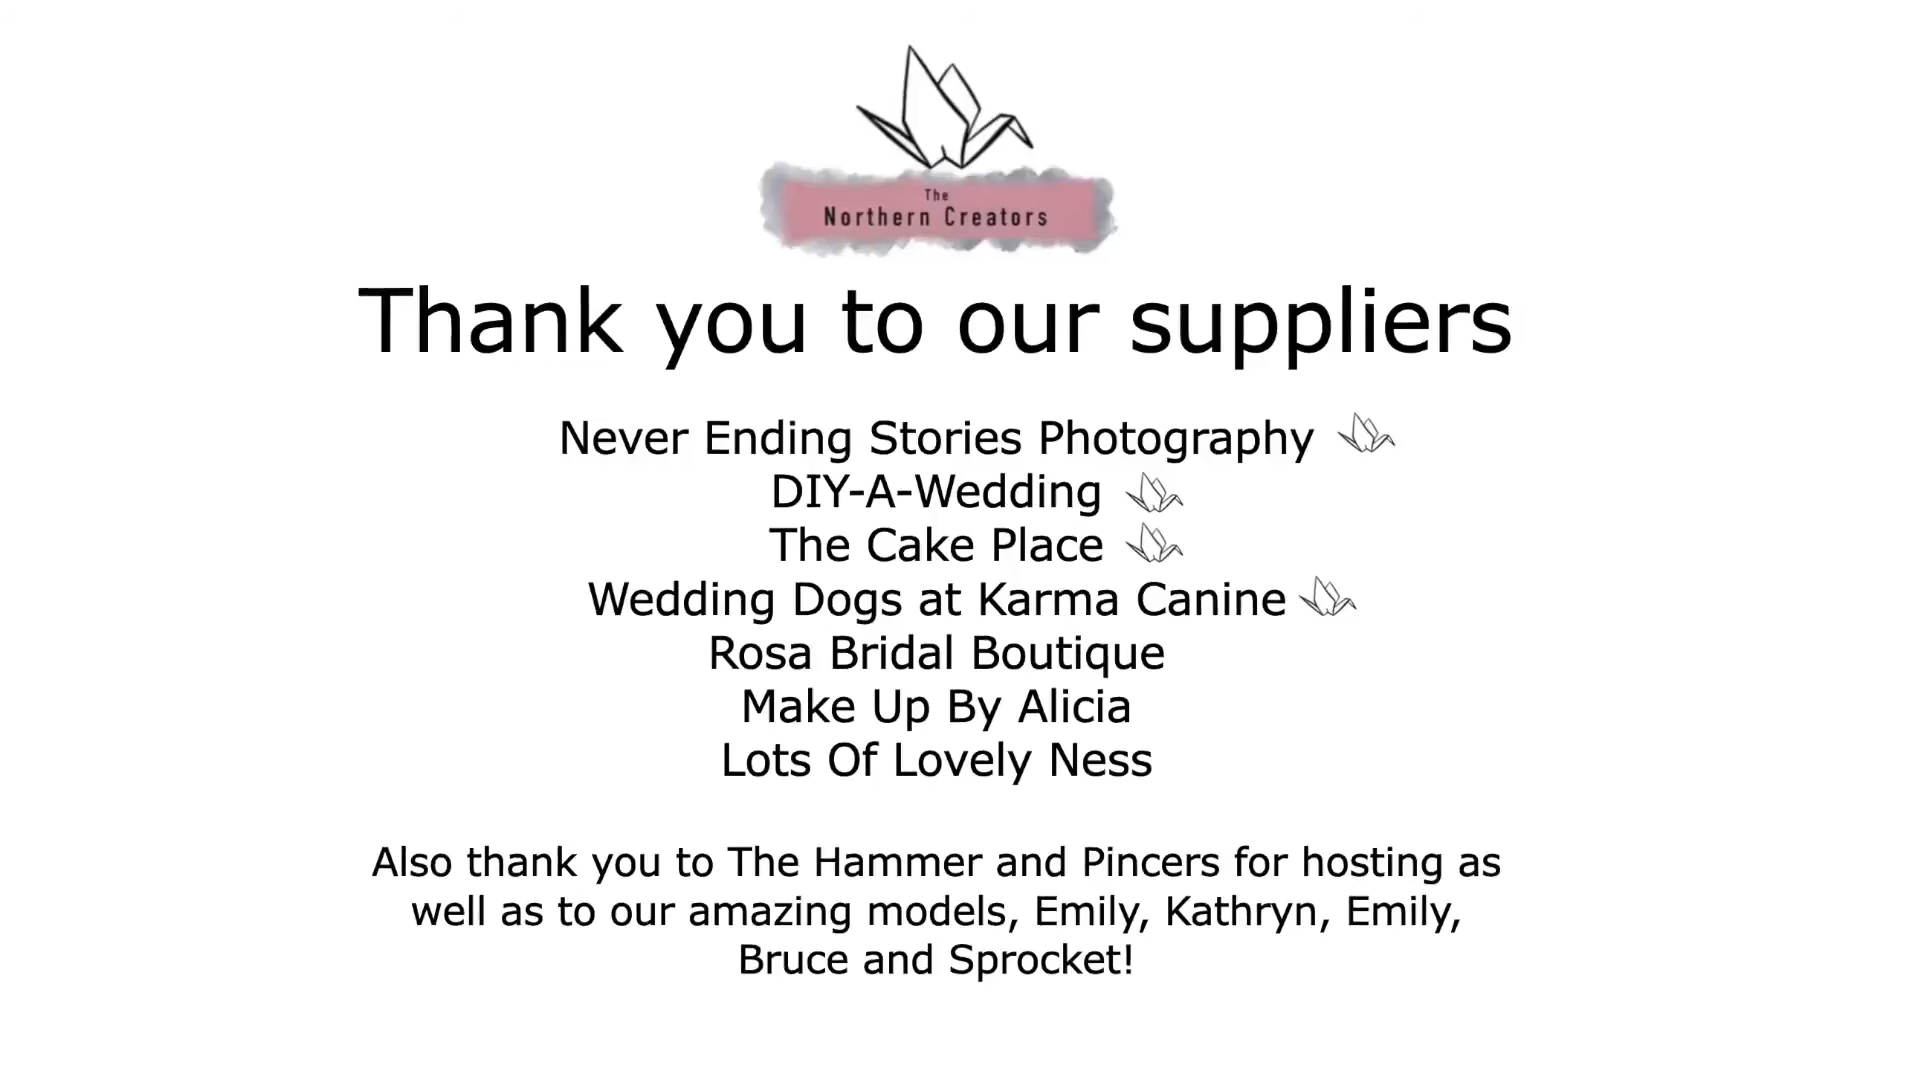 The
Northern Creators
Thank you to our suppliers
Never Ending Stories Photography
DIY-A-Wedding
The Cake Place
Wedding Dogs at Karma Canine
Rosa Bridal Boutique
Make Up By Alicia
Lots Of Lovely Ness
Also thank you to The Hammer and Pincers for hosting as
well as to our amazing models, Emily, Kathryn, Emily,
Bruce and Sprocket!